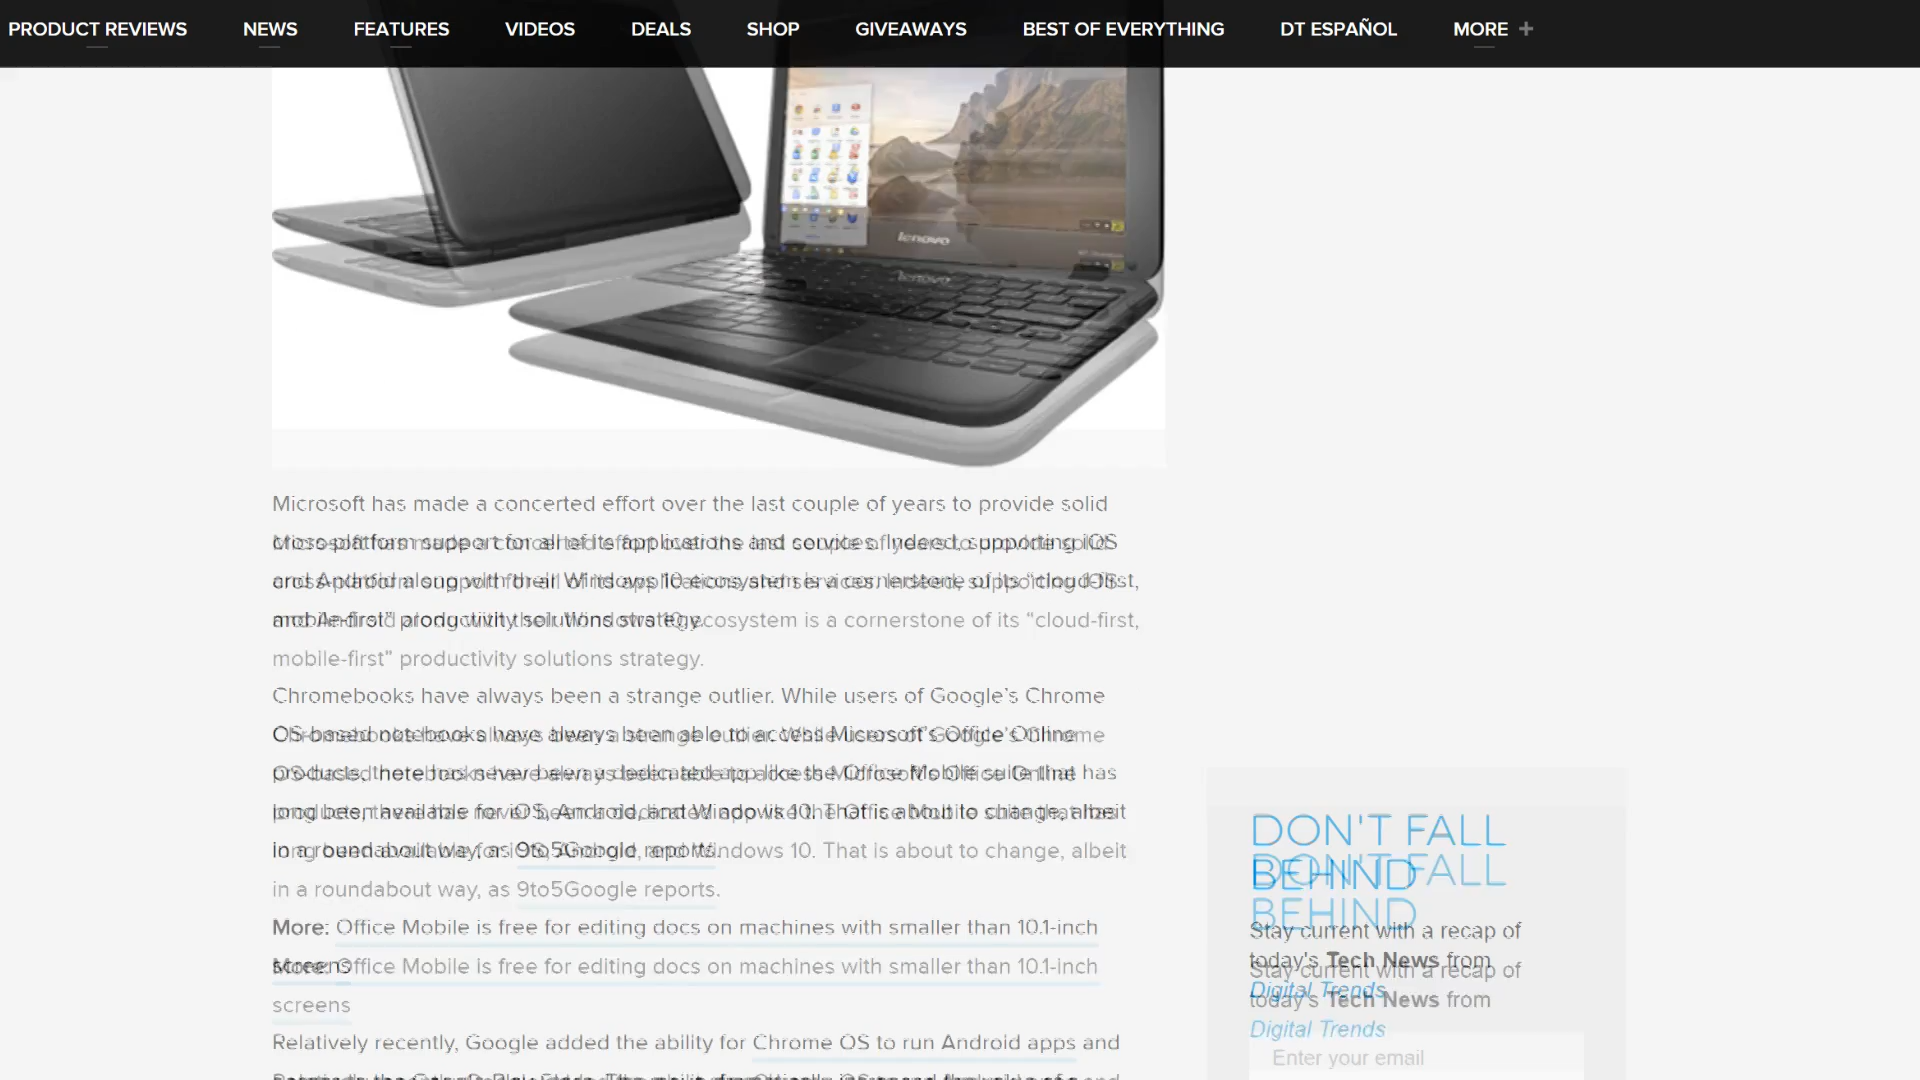 PRODUCT REVIEWS NEWS FEATURES VIDEOS DEALS SHOP GIVEAWAYS BEST OF EVERYTHING DT ESPAÑOL MORE +
lenovo
lenovo
Microsoft has made a concerted effort over the last couple of years to provide solid
cross-platform support for all of its applications and services. Indeed, supporting iOS
and Android along with their Windows 10 ecosystem is a cornerstone of its “cloud-first,
mobile-first” productivity solutions strategy.
Chromebooks have always been a strange outlier. While users of Google’s Chrome
OS-based notebooks have always been able to access Microsoft’s Office Online
products, there has never been a dedicated app like the Office Mobile suite that has
long been available for iOS, Android, and Windows 10. That is about to change, albeit
in a roundabout way, as 9to5Google reports.
More: Office Mobile is free for editing docs on machines with smaller than 10.1-inch
screens
Relatively recently, Google added the ability for Chrome OS to run Android apps and
DON'T FALL
BEHIND
Stay current with a recap of
today's Tech News from
Digital Trends
Enter your email